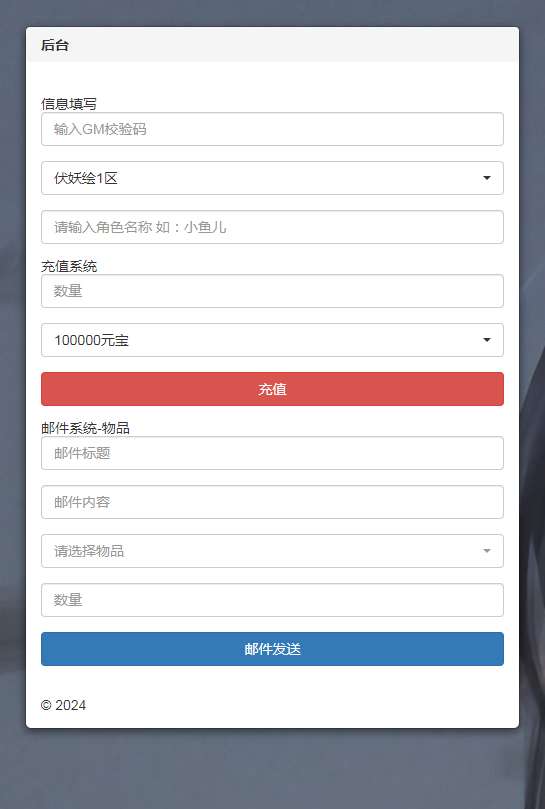 后台
信息填写
输入GM校验码
伏妖绘1区
请输入角色名称 如：小鱼儿
充值系统
数量
100000元宝
充值
邮件系统-物品
邮件标题
邮件内容
请选择物品
数量
邮件发送
© 2024